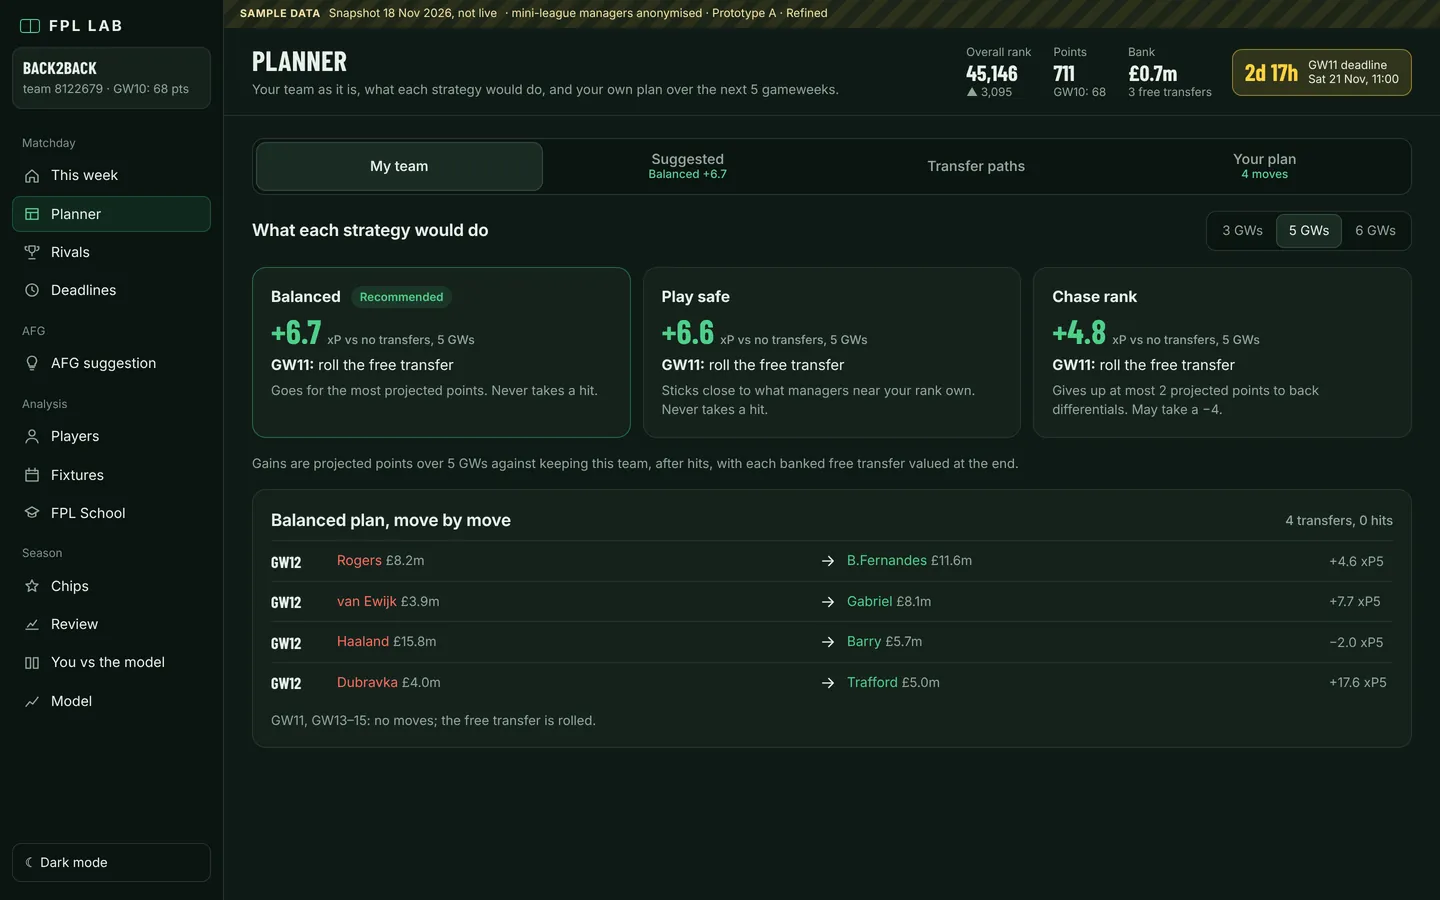 FPL LAB
BACK2BACK
team 8122679 · GW10: 68 pts
Matchday
This week
Planner
Rivals
Deadlines
AFG
AFG suggestion
Analysis
Players
Fixtures
FPL School
Season
Chips
Review
You vs the model
Model
☾ Dark mode
SAMPLE DATA Snapshot 18 Nov 2026, not live · mini-league managers anonymised · Prototype A · Refined
PLANNER
Your team as it is, what each strategy would do, and your own plan over the next 5 gameweeks.
Overall rank
45,146
▲ 3,095
Points
711
GW10: 68
Bank
£0.7m
3 free transfers
2d 17h
GW11 deadline
Sat 21 Nov, 11:00
My team
Suggested
Balanced +6.7
Transfer paths
Your plan
4 moves
What each strategy would do
3 GWs 5 GWs 6 GWs
Balanced Recommended
+6.7 xP vs no transfers, 5 GWs
GW11: roll the free transfer
Goes for the most projected points. Never takes a hit.
Play safe
+6.6 xP vs no transfers, 5 GWs
GW11: roll the free transfer
Sticks close to what managers near your rank own.
Never takes a hit.
Chase rank
+4.8 xP vs no transfers, 5 GWs
GW11: roll the free transfer
Gives up at most 2 projected points to back
differentials. May take a −4.
Gains are projected points over 5 GWs against keeping this team, after hits, with each banked free transfer valued at the end.
Balanced plan, move by move
4 transfers, 0 hits
GW12 Rogers £8.2m → B.Fernandes £11.6m +4.6 xP5
GW12 van Ewijk £3.9m → Gabriel £8.1m +7.7 xP5
GW12 Haaland £15.8m → Barry £5.7m −2.0 xP5
GW12 Dubravka £4.0m → Trafford £5.0m +17.6 xP5
GW11, GW13–15: no moves; the free transfer is rolled.